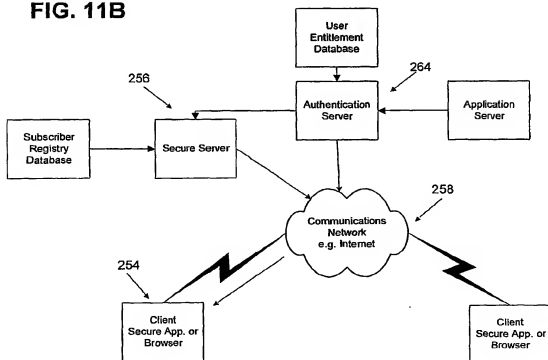 FIG. 11B
User
Entitlement
Database
256
264
Authentication
Server
Application
Server
Subscriber
Registry
Database
Secure Server
Communications
Network
e.g. Internet
258
254
Client
Secure App. or
Browser
Client
Secure App. or
Browser